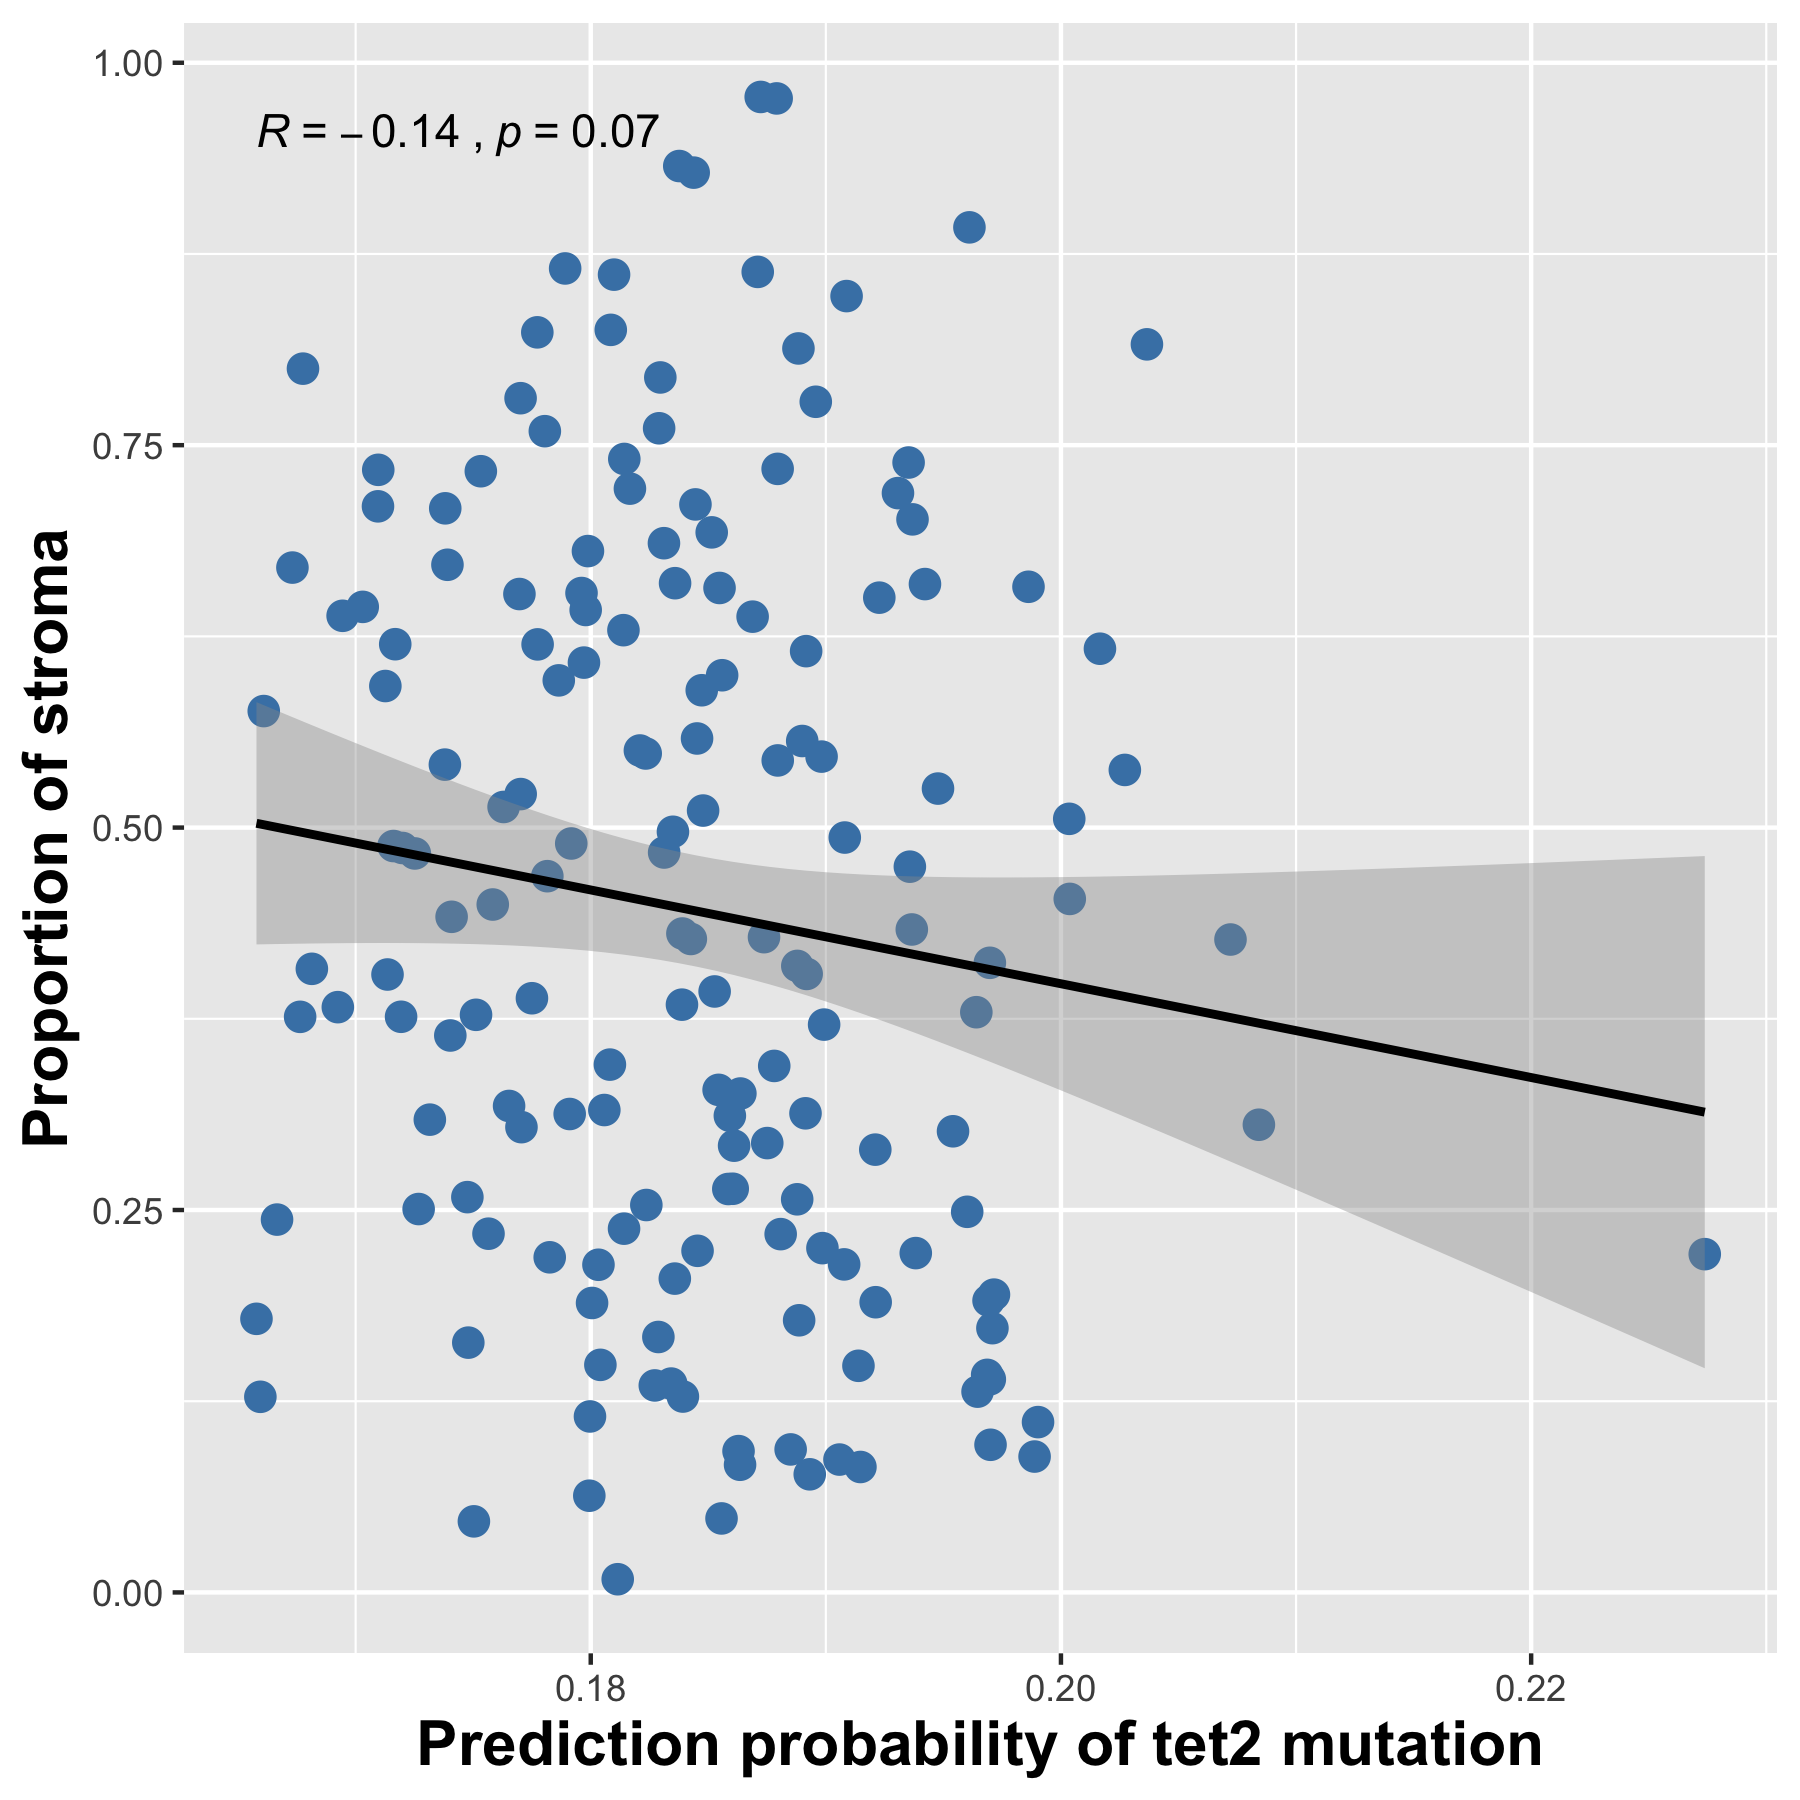 R = −0.14 , p = 0.07
1.00
0.75
0.50
0.25
0.00
Proportion of stroma
0.18 0.20 0.22
Prediction probability of tet2 mutation